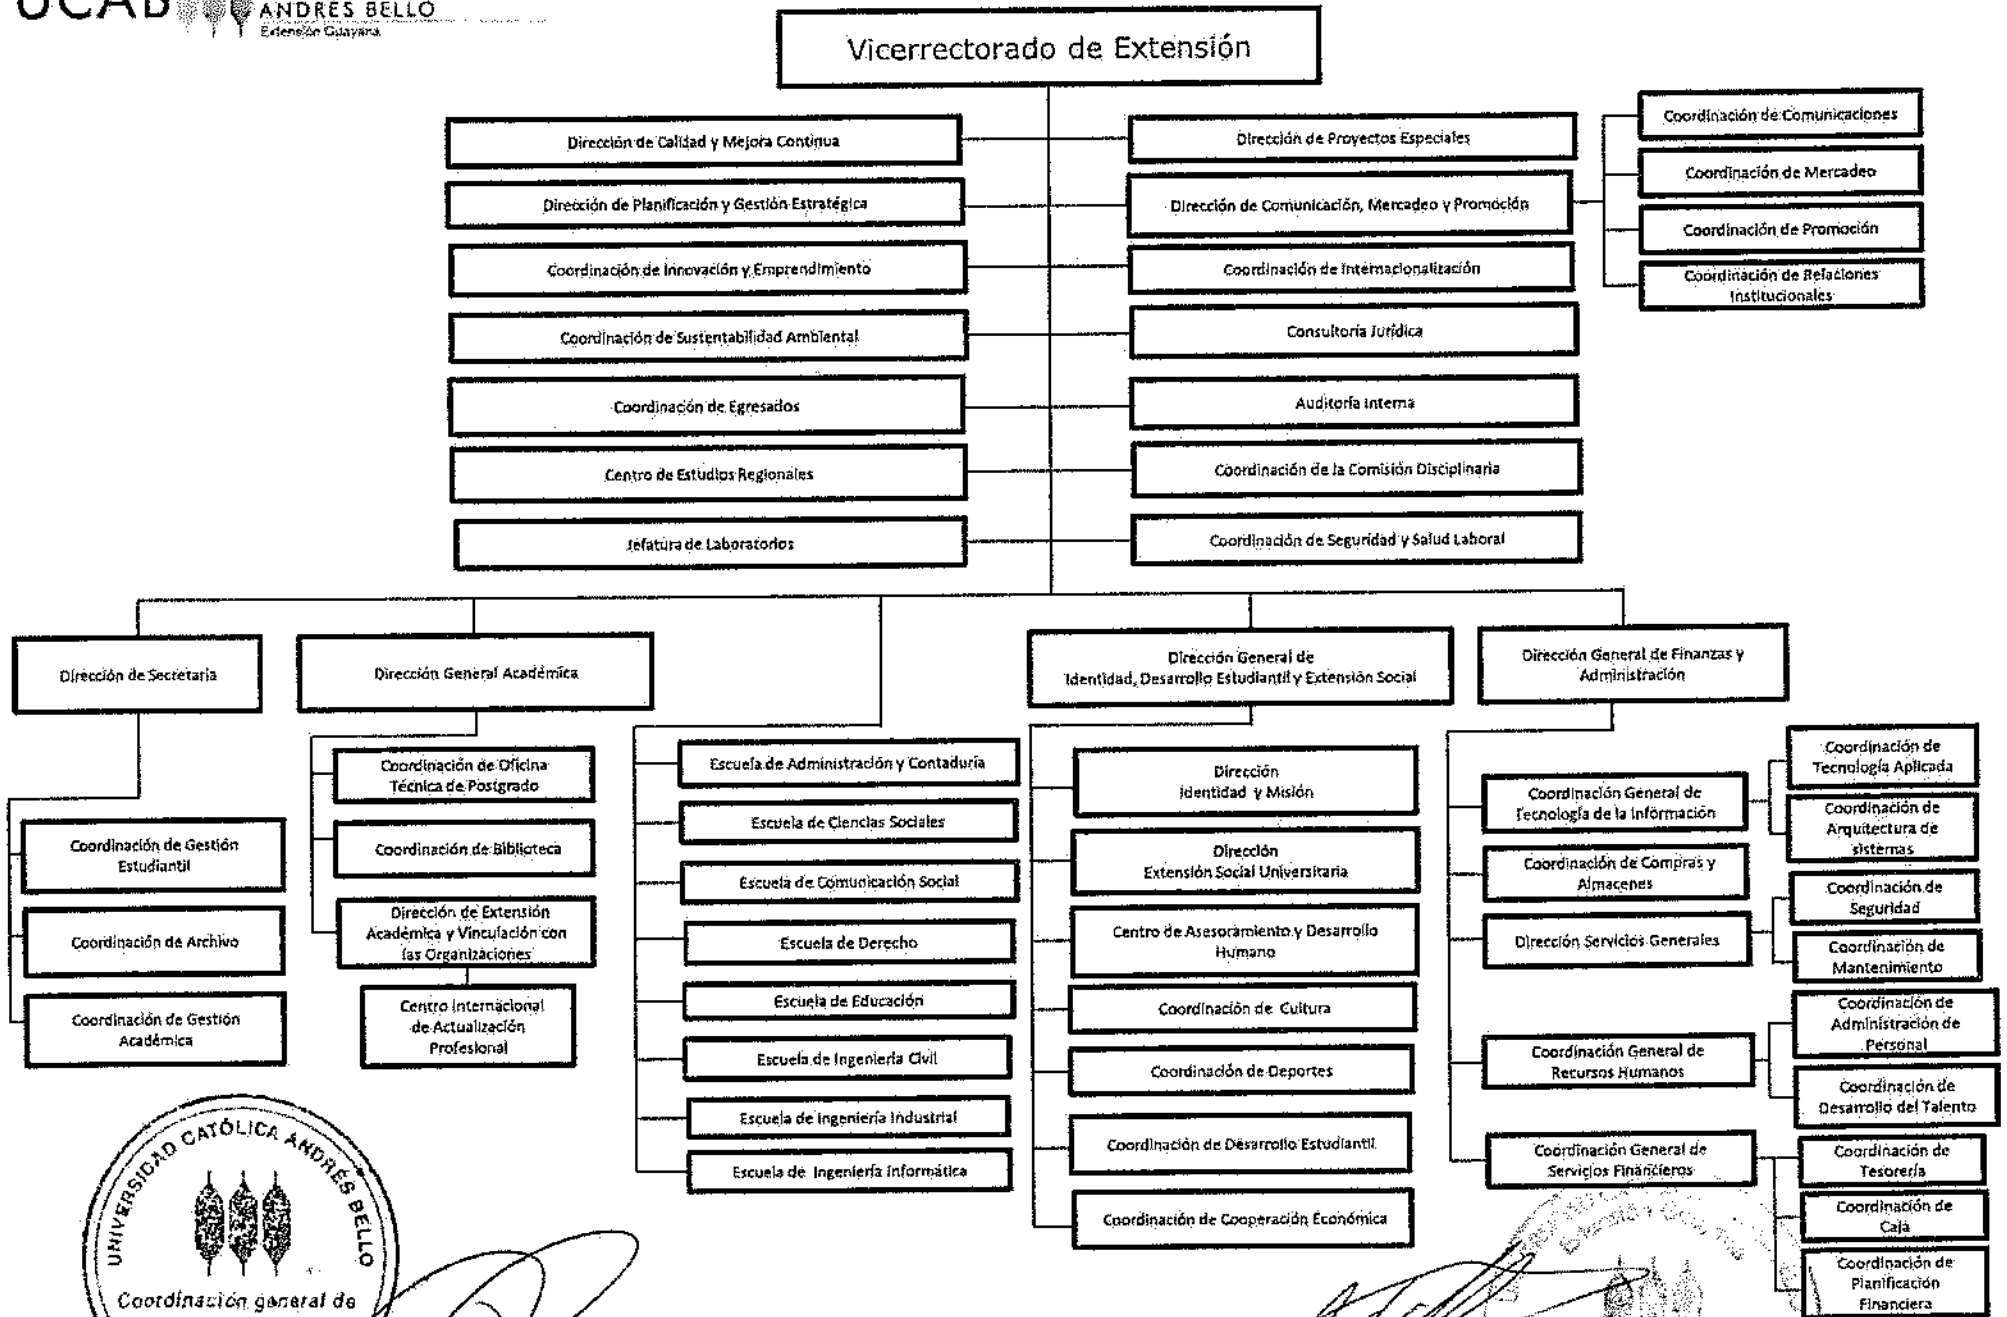 UCAB
ANDRÉS BELLO
Extensión Guayana
Vicerrectorado de Extensión
Dirección de Calidad y Mejora Continua
Dirección de Proyectos Especiales
Coordinación de Comunicaciones
Coordinación de Mercadeo
Dirección de Planificación y Gestión Estratégica
Dirección de Comunicación, Mercadeo y Promoción
Coordinación de Promoción
Coordinación de Innovación y Emprendimiento
Coordinación de Internacionalización
Coordinación de Relaciones
Institucionales
Coordinación de Sustentabilidad Ambiental
Consultoría Jurídica
Coordinación de Egresados
Auditoría Interna
Centro de Estudios Regionales
Coordinación de la Comisión Disciplinaria
Jefatura de Laboratorios
Coordinación de Seguridad y Salud Laboral
Dirección de Secretaria
Dirección General Académica
Dirección General de
Identidad, Desarrollo Estudiantil y Extensión Social
Dirección General de Finanzas y
Administración
Coordinación de Gestión
Estudiantil
Coordinación de Archivo
Coordinación de Gestión
Académica
Coordinación de Oficina
Técnica de Postgrado
Coordinación de Biblioteca
Dirección de Extensión
Académica y Vinculación con
las Organizaciones
Centro Internacional
de Actualización
Profesional
Escuela de Administración y Contaduría
Escuela de Ciencias Sociales
Escuela de Comunicación Social
Escuela de Derecho
Escuela de Educación
Escuela de Ingeniería Civil
Escuela de Ingeniería Industrial
Escuela de Ingeniería Informática
Dirección
Identidad y Misión
Dirección
Extensión Social Universitaria
Centro de Asesoramiento y Desarrollo
Humano
Coordinación de Cultura
Coordinación de Deportes
Coordinación de Desarrollo Estudiantil
Coordinación de Cooperación Económica
Coordinación General de
Tecnología de la Información
Coordinación de
Tecnología Aplicada
Coordinación de
Arquitectura de
sistemas
Coordinación de Compras y
Almacenes
Dirección Servicios Generales
Coordinación de
Seguridad
Coordinación de
Mantenimiento
Coordinación General de
Recursos Humanos
Coordinación de
Administración de
Personal
Coordinación de
Desarrollo del Talento
Coordinación General de
Servicios Financieros
Coordinación de
Tesorería
Coordinación de
Caja
Coordinación de
Planificación
Financiera
UNIVERSIDAD CATÓLICA ANDRÉS BELLO
Coordinación general de